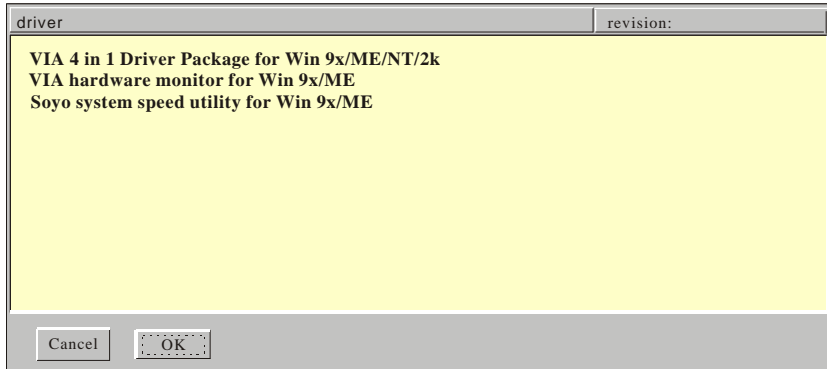 driver revision:
VIA 4 in 1 Driver Package for Win 9x/ME/NT/2k
VIA hardware monitor for Win 9x/ME
Soyo system speed utility for Win 9x/ME
Cancel OK